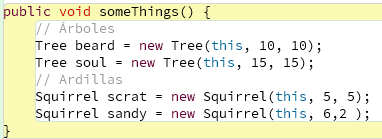 public void someThings() {
// Árboles
Tree beard = new Tree(this, 10, 10);
Tree soul = new Tree(this, 15, 15);
// Ardillas
Squirrel scrat = new Squirrel(this, 5, 5);
Squirrel sandy = new Squirrel(this, 6,2 );
}